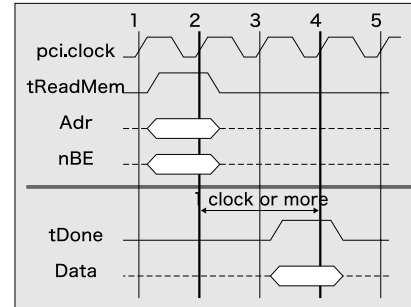 1 2 3 4 5
pci.clock
tReadMem
Adr
nBE
1 clock or more
tDone
Data